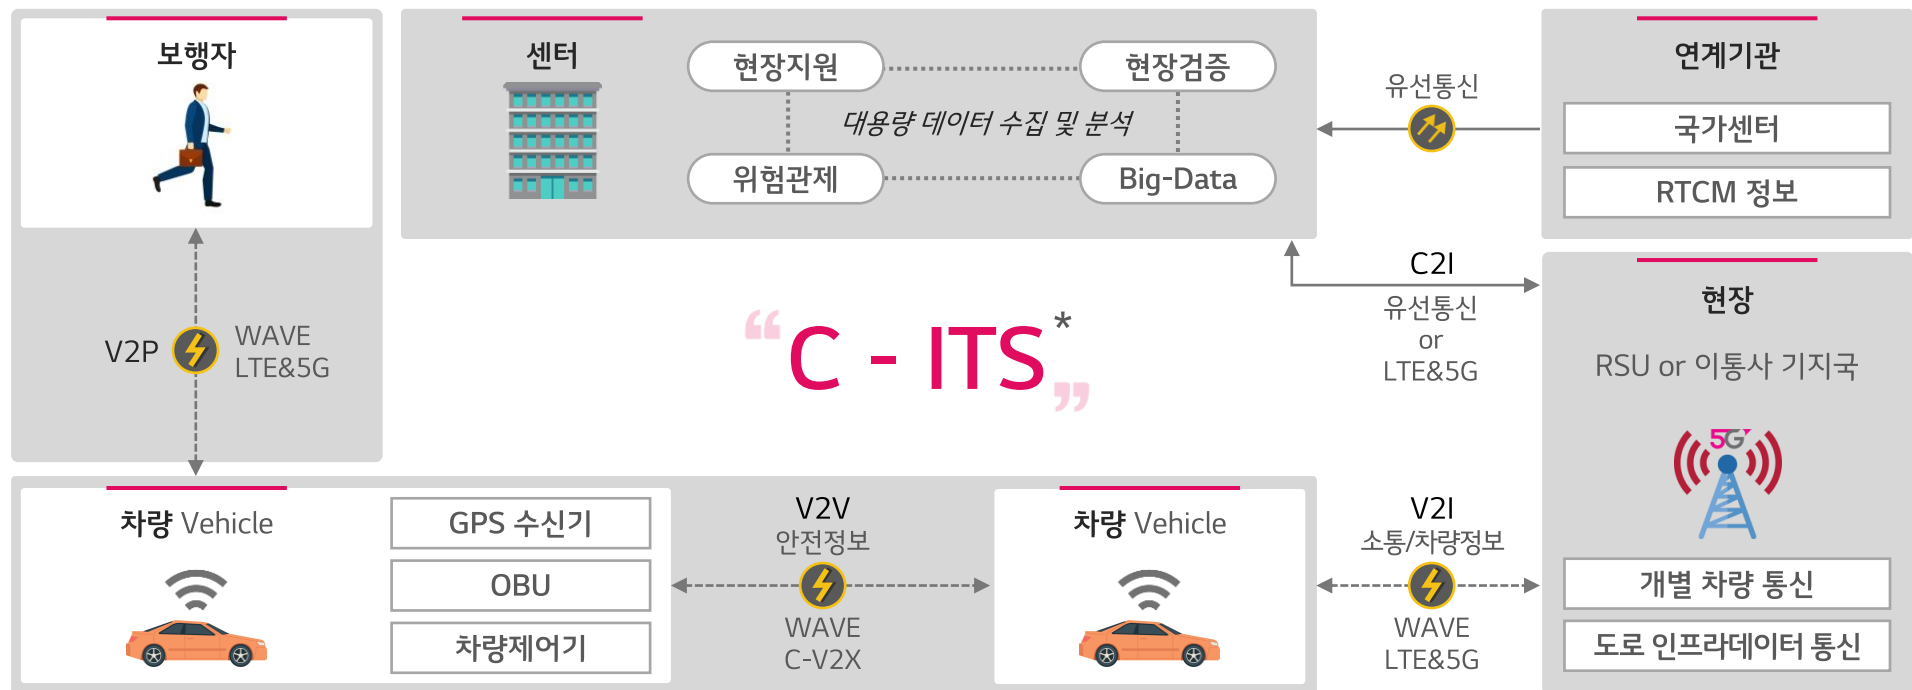 보행자
V2P
WAVE
LTE&5G
센터
현장지원
현장검증
대용량 데이터 수집 및 분석
위험관제
Big-Data
유선통신
연계기관
국가센터
RTCM 정보
C2I
유선통신
or
LTE&5G
“C - ITS*„
현장
RSU or 이통사 기지국
5G
개별 차량 통신
도로 인프라데이터 통신
차량 Vehicle
GPS 수신기
OBU
차량제어기
V2V
안전정보
WAVE
C-V2X
차량 Vehicle
V2I
소통/차량정보
WAVE
LTE&5G